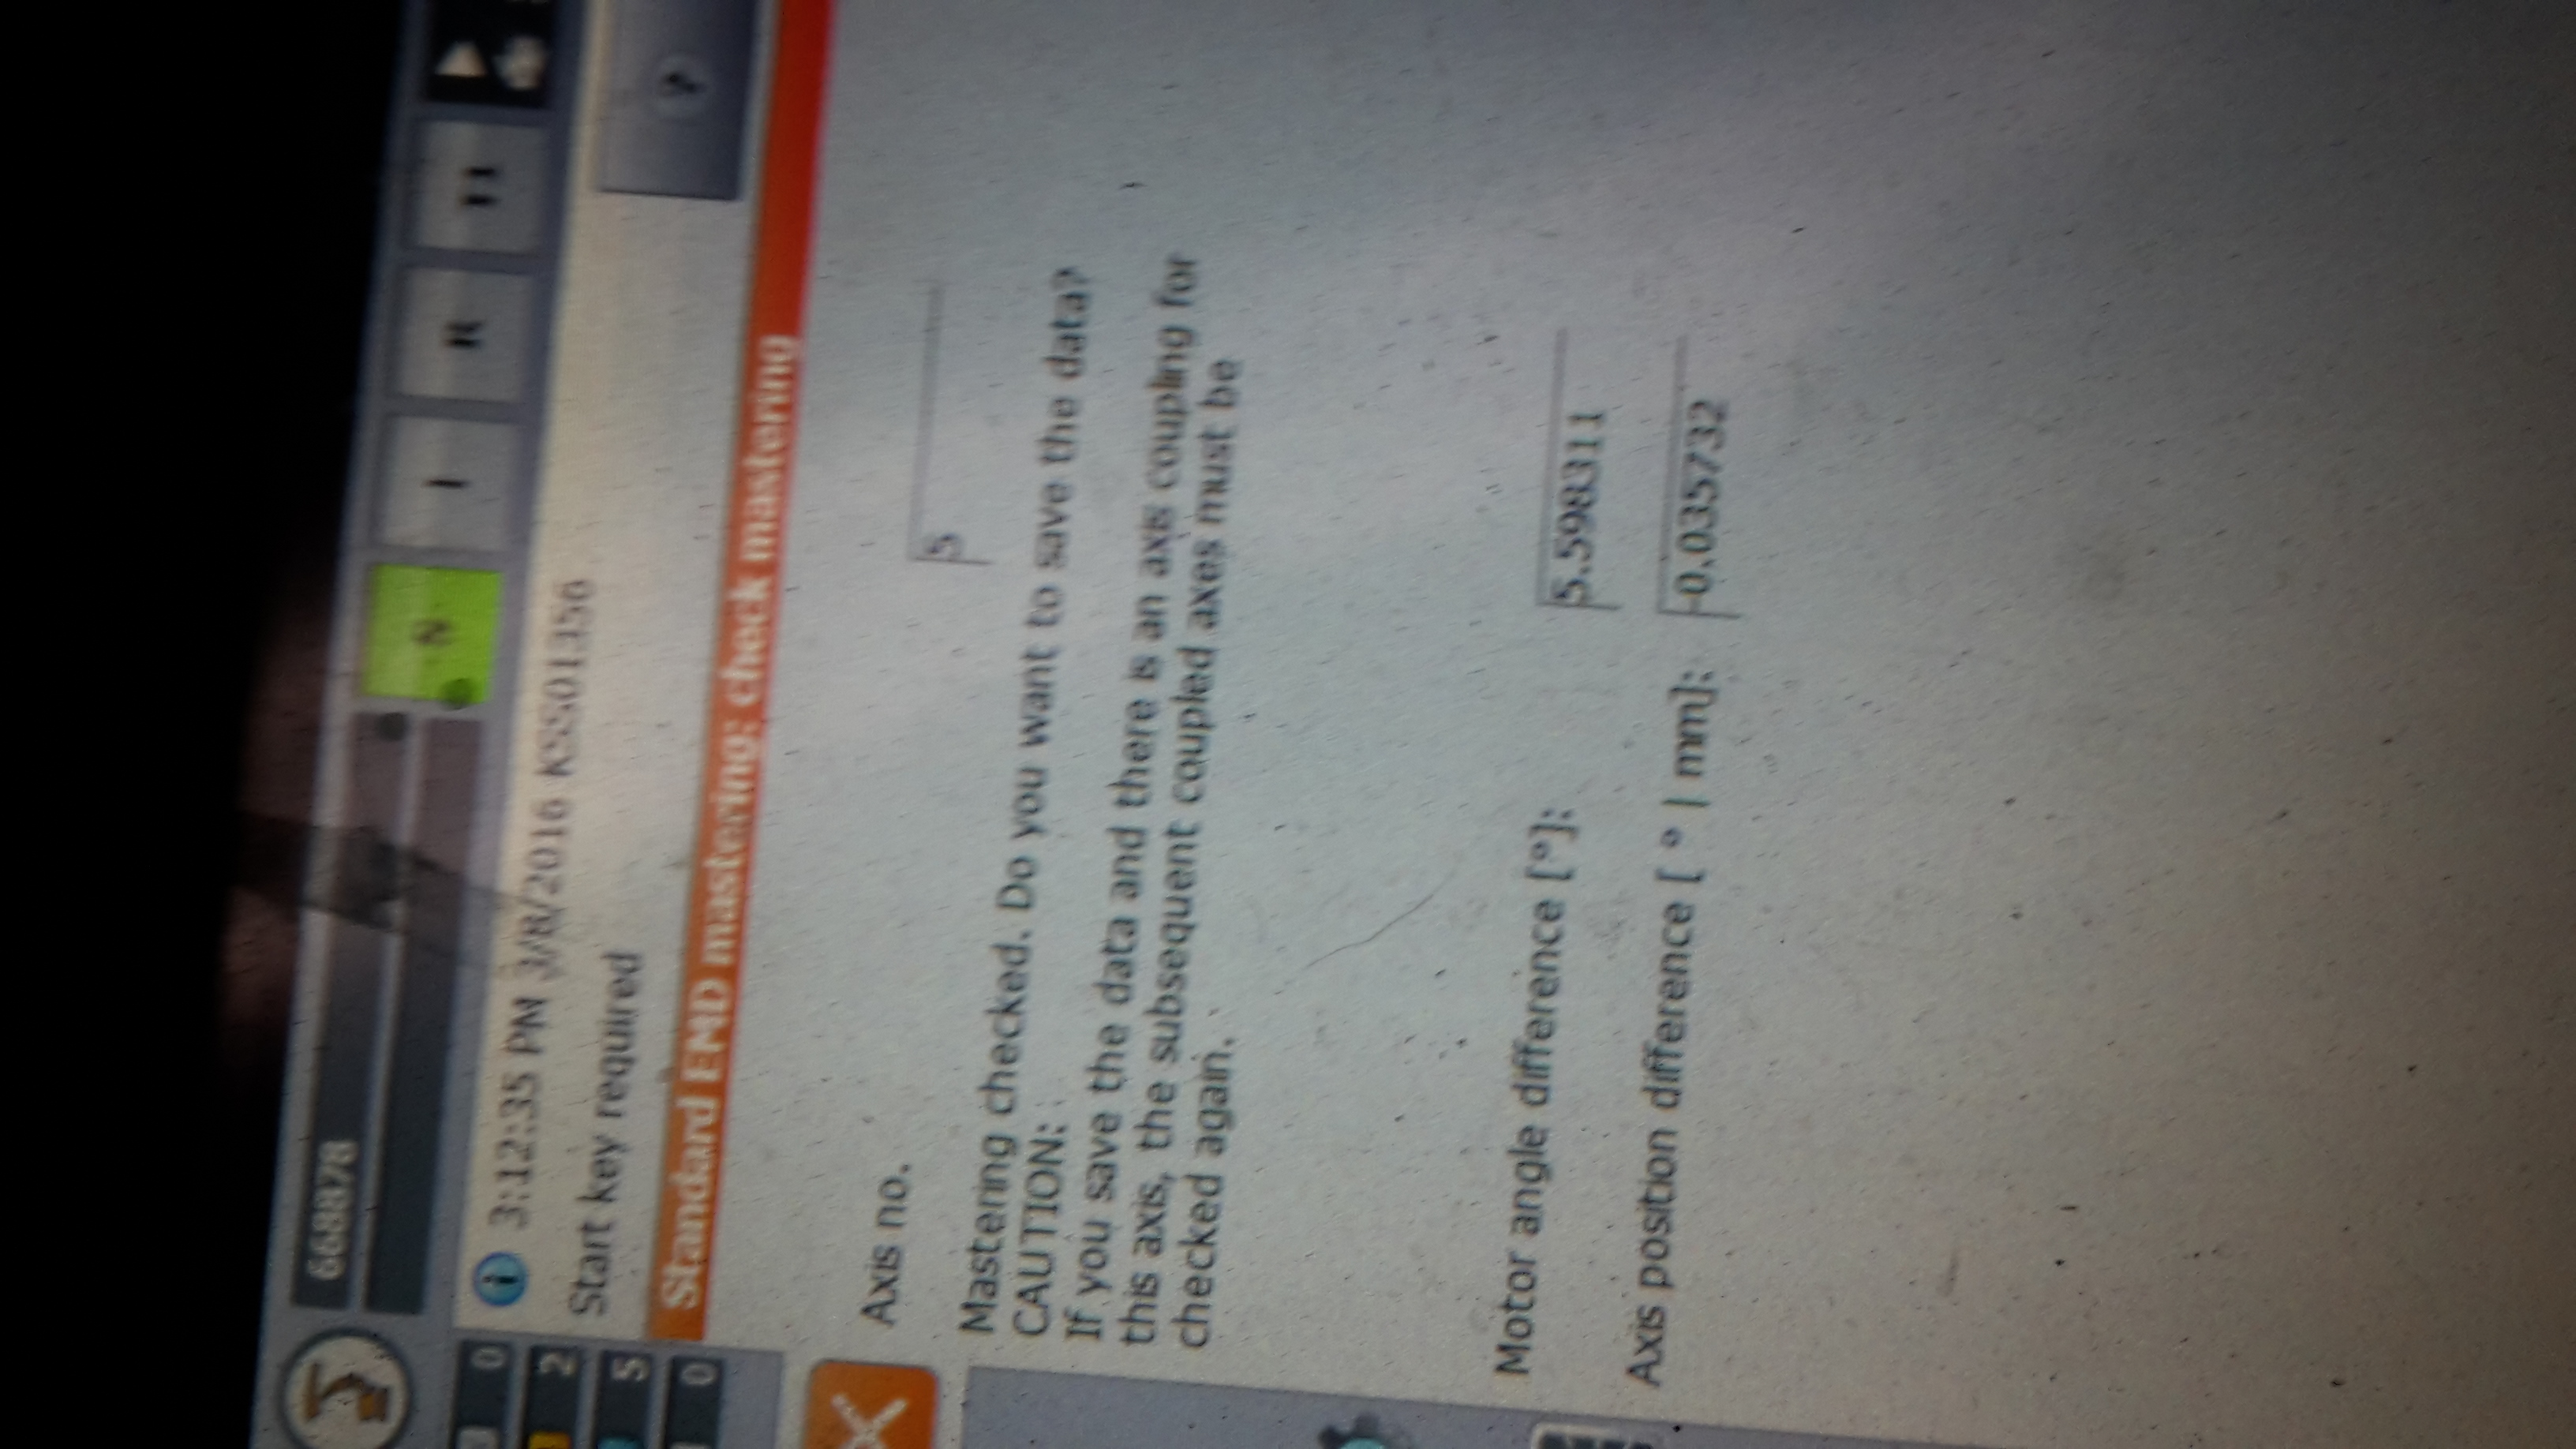 668878
S I R T1
0
2
5
0
3:12:35 PM 3/8/2016 KSS01356
Start key required
?
Standard EMD mastering: check mastering
Axis no.
5
Mastering checked. Do you want to save the data?
CAUTION:
If you save the data and there is an axis coupling for
this axis, the subsequent coupled axes must be
checked again.
Motor angle difference [°]:
5.598311
Axis position difference [ ° | mm]:
-0.035732